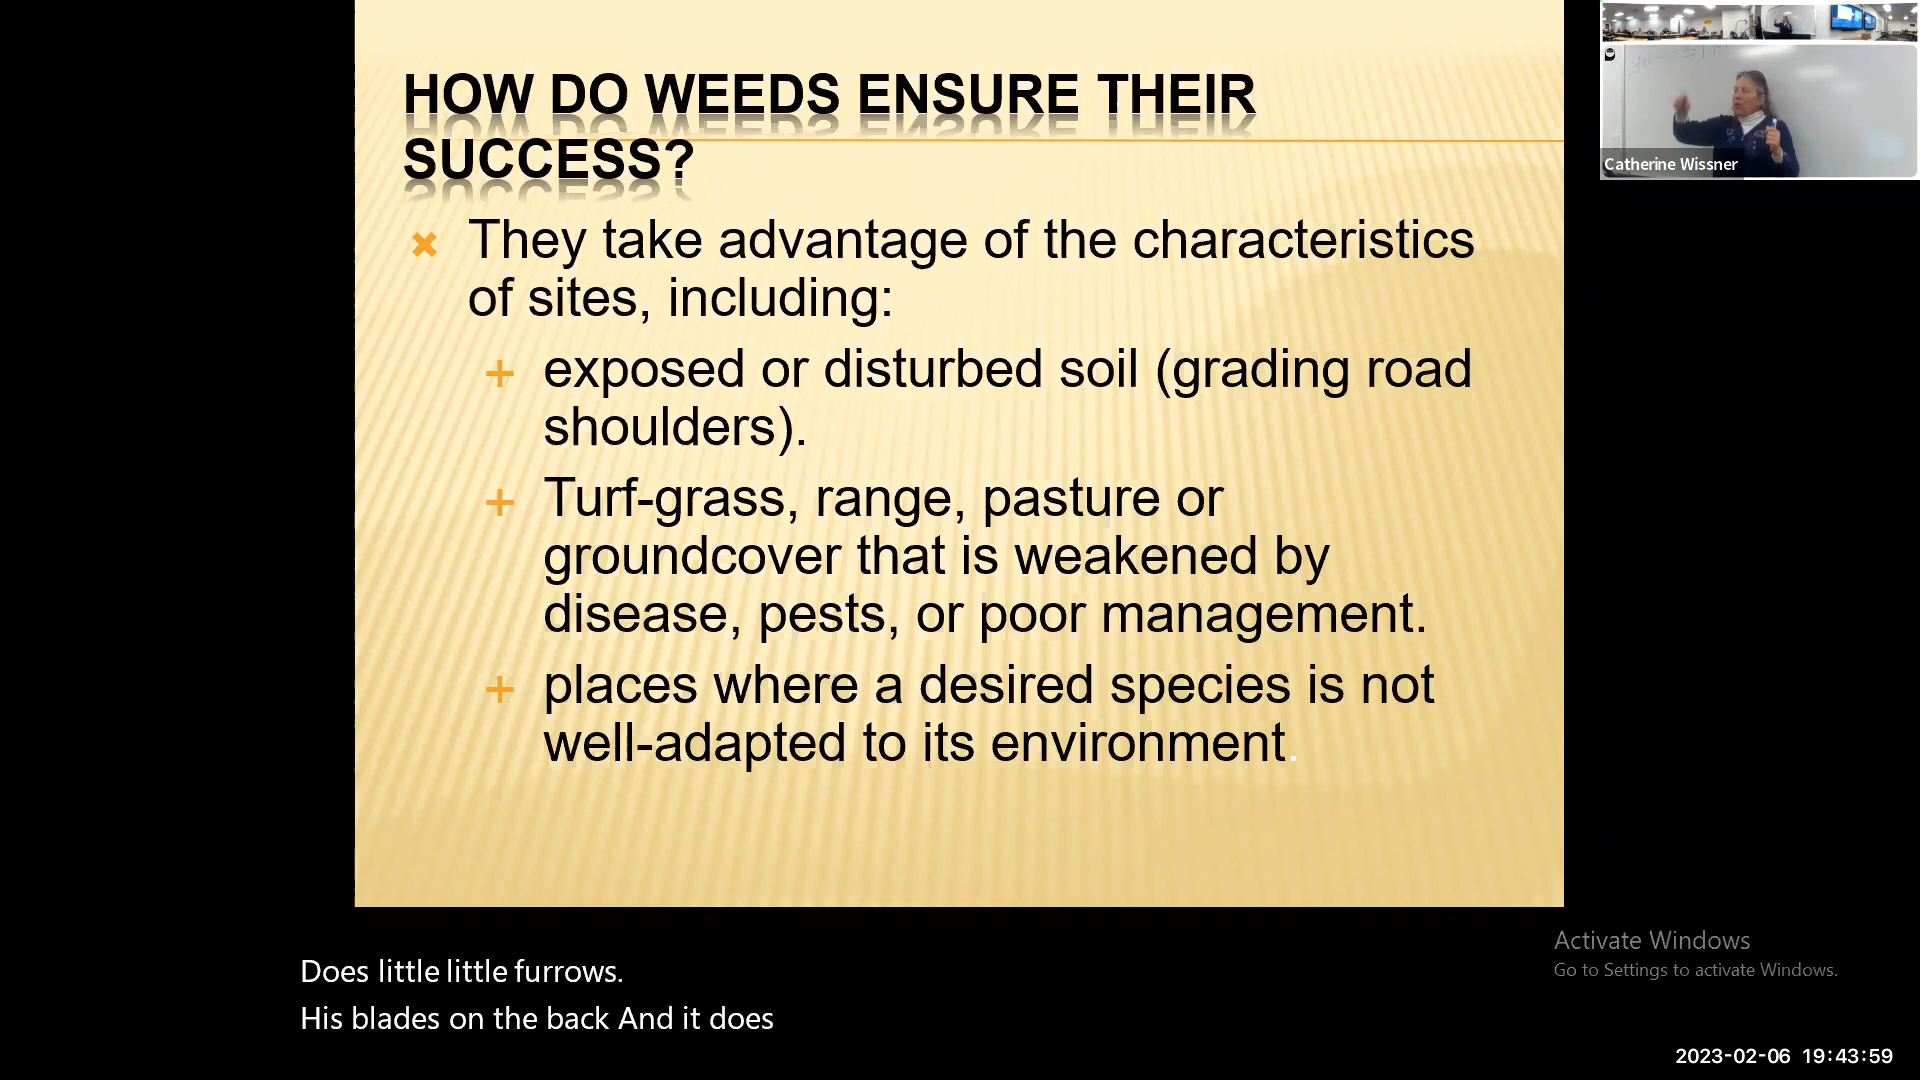 HOW DO WEEDS ENSURE THEIR
SUCCESS?
They take advantage of the characteristics
of sites, including:
exposed or disturbed soil (grading road
shoulders).
Turf-grass, range, pasture or
groundcover that is weakened by
disease, pests, or poor management.
places where a desired species is not
well-adapted to its environment.
Catherine Wissner
Does little little furrows.
His blades on the back And it does
Activate Windows
Go to Settings to activate Windows.
2023-02-06 19:43:59